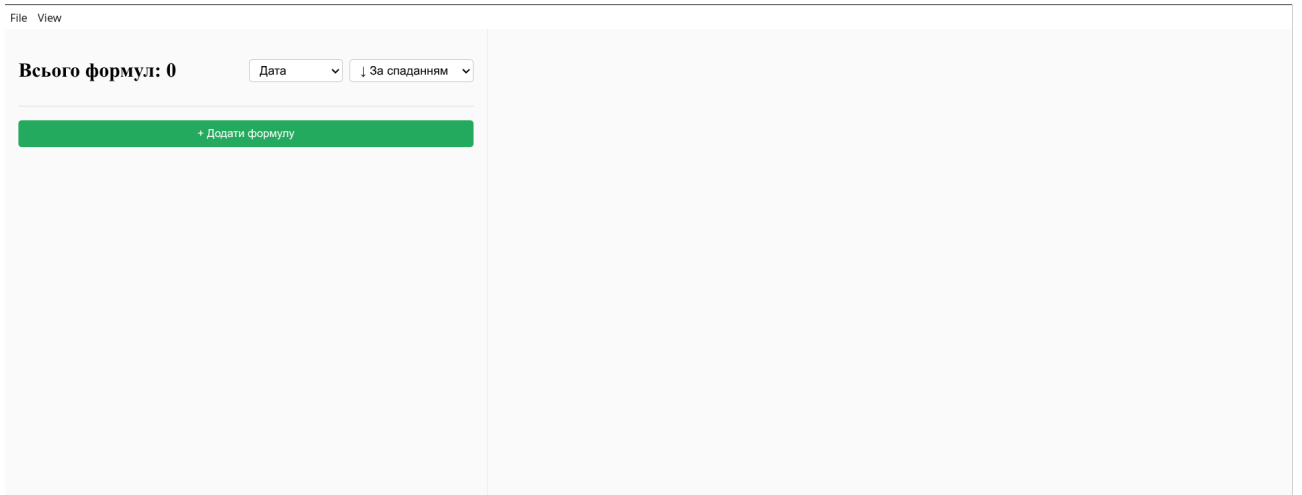 File View
Всього формул: 0 Дата ↓ За спаданням
+ Додати формулу